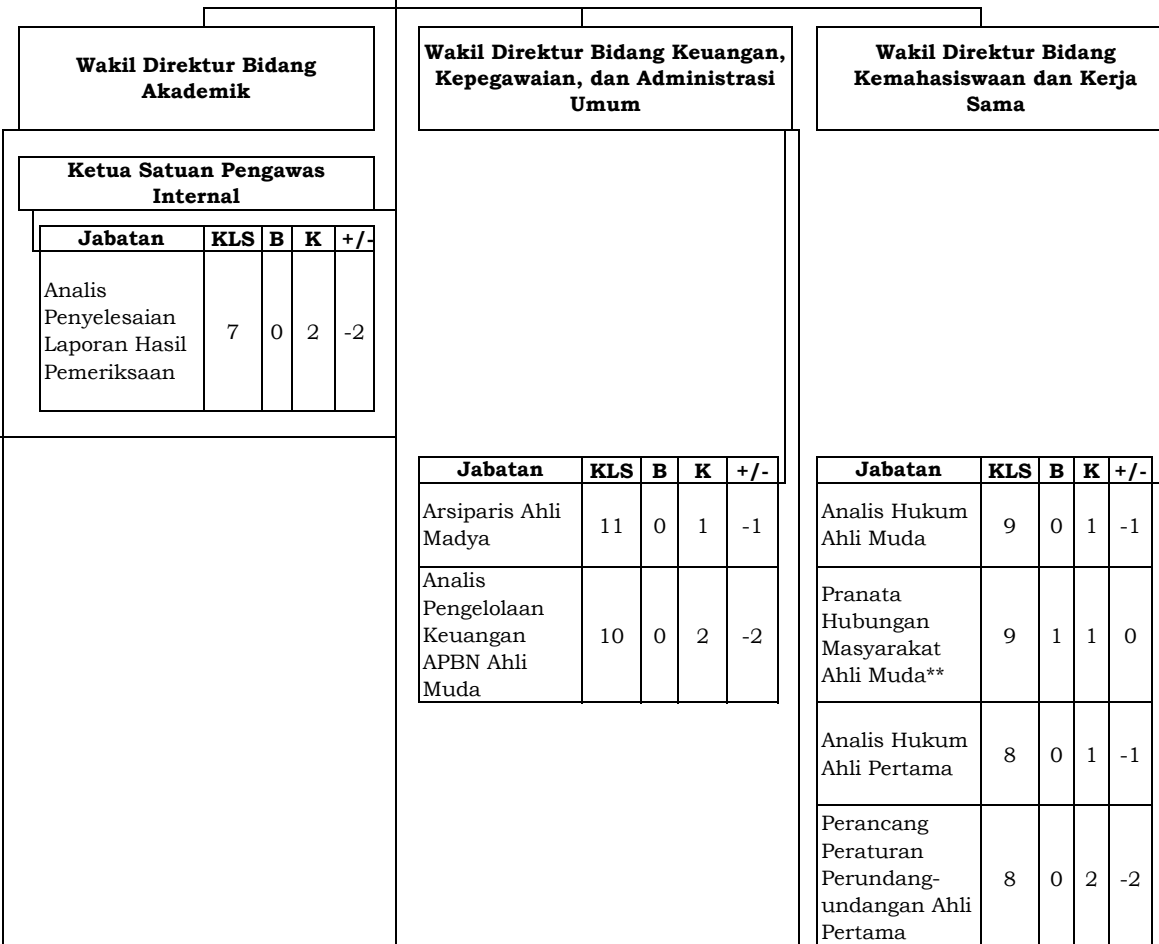 Wakil Direktur Bidang
Akademik
Wakil Direktur Bidang Keuangan,
Kepegawaian, dan Administrasi
Umum
Wakil Direktur Bidang
Kemahasiswaan dan Kerja
Sama
Ketua Satuan Pengawas
Internal
Jabatan KLS B K +/-
Analis
Penyelesaian
Laporan Hasil
Pemeriksaan
7 0 2 -2
Jabatan KLS B K +/-
Arsiparis Ahli
Madya
11 0 1 -1
Analis
Pengelolaan
Keuangan
APBN Ahli
Muda
10 0 2 -2
Jabatan KLS B K +/-
Analis Hukum
Ahli Muda
9 0 1 -1
Pranata
Hubungan
Masyarakat
Ahli Muda**
9 1 1 0
Analis Hukum
Ahli Pertama
8 0 1 -1
Perancang
Peraturan
Perundang-
undangan Ahli
Pertama
8 0 2 -2